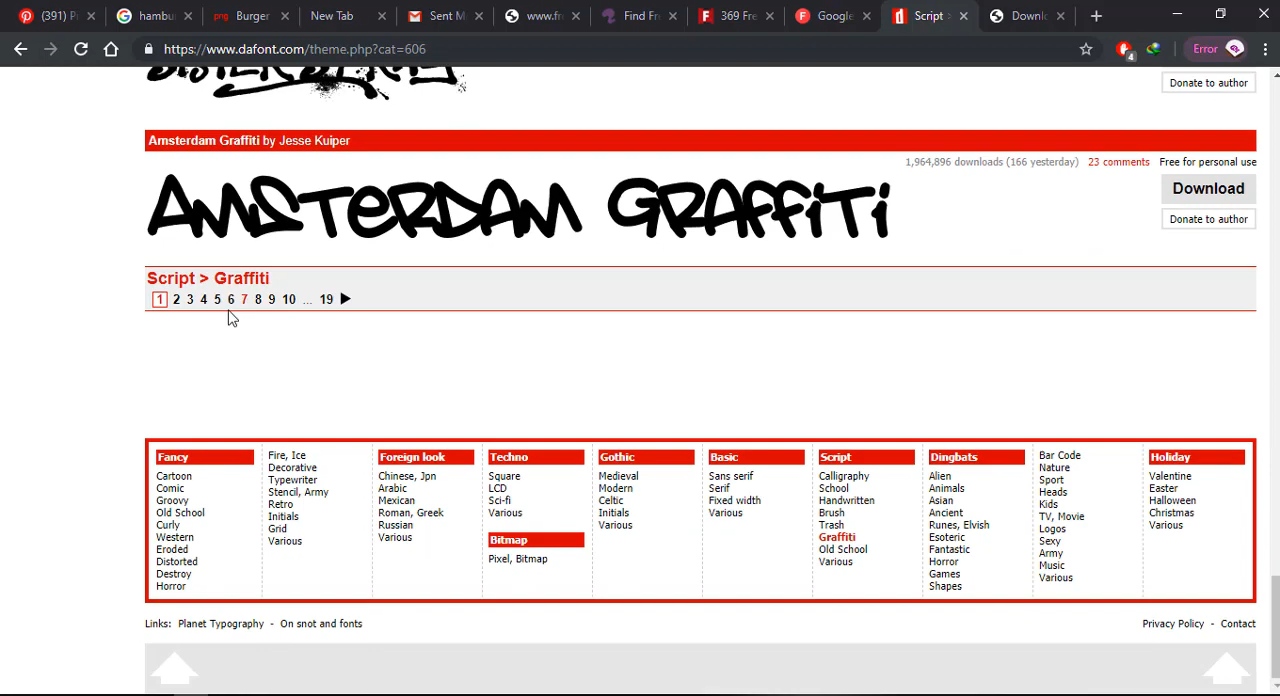 (391) Pi
hambu
png Burger
New Tab
Sent M
www.fr
Find Fr
F 369 Fre
F Google
d Script >
Downlo
https://www.dafont.com/theme.php?cat=606
4
Error
Donate to author
Amsterdam Graffiti by Jesse Kuiper
1,964,896 downloads (166 yesterday) 23 comments Free for personal use
AMSTERDAM GRAFFITI
Download
Donate to author
Script > Graffiti
1 2 3 4 5 6 7 8 9 10 ... 19
Fancy
Cartoon
Comic
Groovy
Old School
Curly
Western
Eroded
Distorted
Destroy
Horror
Fire, Ice
Decorative
Typewriter
Stencil, Army
Retro
Initials
Grid
Various
Foreign look
Chinese, Jpn
Arabic
Mexican
Roman, Greek
Russian
Various
Techno
Square
LCD
Sci-fi
Various
Bitmap
Pixel, Bitmap
Gothic
Medieval
Modern
Celtic
Initials
Various
Basic
Sans serif
Serif
Fixed width
Various
Script
Calligraphy
School
Handwritten
Brush
Trash
Graffiti
Old School
Various
Dingbats
Alien
Animals
Asian
Ancient
Runes, Elvish
Esoteric
Fantastic
Horror
Games
Shapes
Bar Code
Nature
Sport
Heads
Kids
TV, Movie
Logos
Sexy
Army
Music
Various
Holiday
Valentine
Easter
Halloween
Christmas
Various
Links: Planet Typography - On snot and fonts
Privacy Policy - Contact